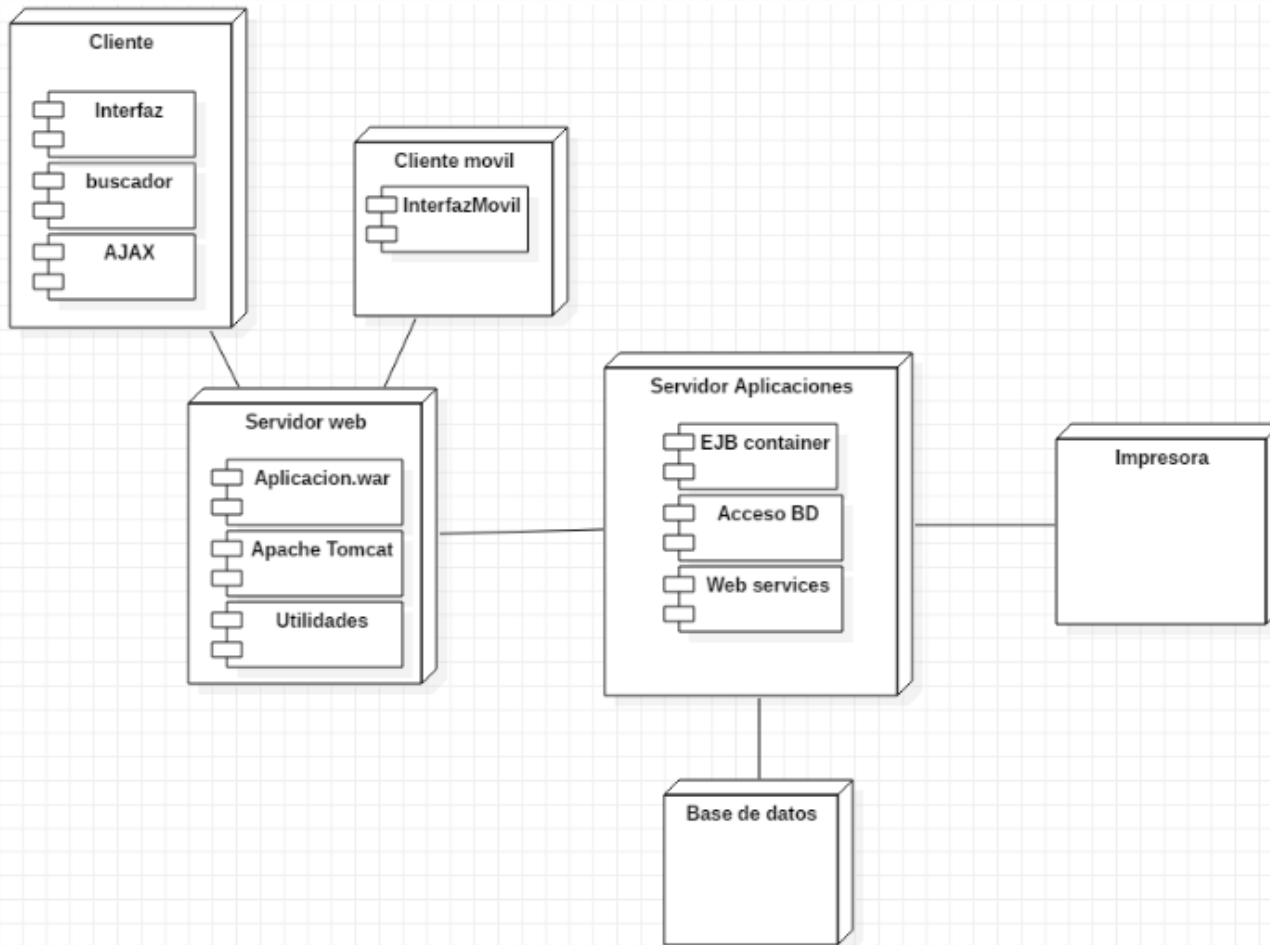 Cliente
Interfaz
buscador
AJAX
Cliente movil
InterfazMovil
Servidor web
Aplicacion.war
Apache Tomcat
Utilidades
Servidor Aplicaciones
EJB container
Acceso BD
Web services
Impresora
Base de datos